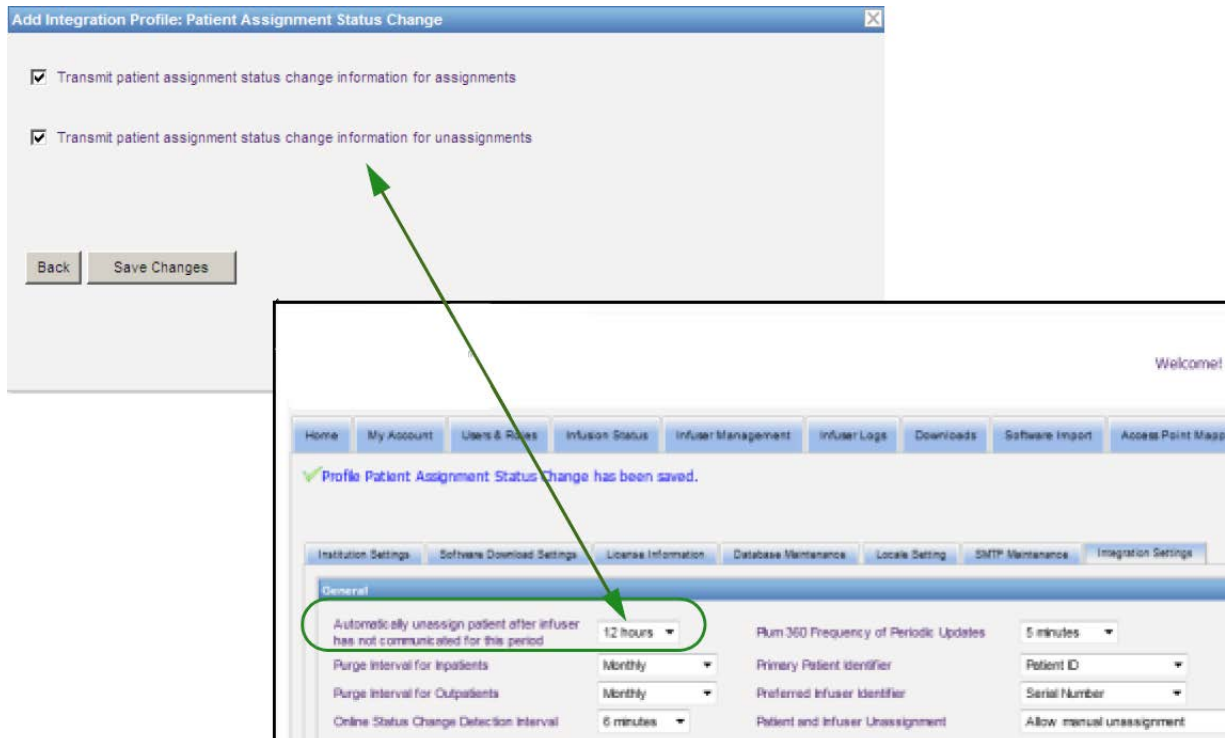 Add Integration Profile: Patient Assignment Status Change
Transmit patient assignment status change information for assignments
Transmit patient assignment status change information for unassignments
Back Save Changes
Welcome!
Home My Account Users & Roles Infusion Status Infuser Management Infuser Logs Downloads Software Import Access Point Mapp
Profile Patient Assignment Status Change has been saved.
Institution Settings Software Download Settings License Information Database Maintenance Locale Setting SMTP Maintenance Integration Settings
General
Automatically unassign patient after infuser
has not communicated for this period
12 hours
Plum 360 Frequency of Periodic Updates 5 minutes
Purge Interval for Inpatients Monthly Primary Patient Identifier Patient ID
Purge Interval for Outpatients Monthly Preferred Infuser Identifier Serial Number
Online Status Change Detection Interval 6 minutes Patient and Infuser Unassignment Allow manual unassignment